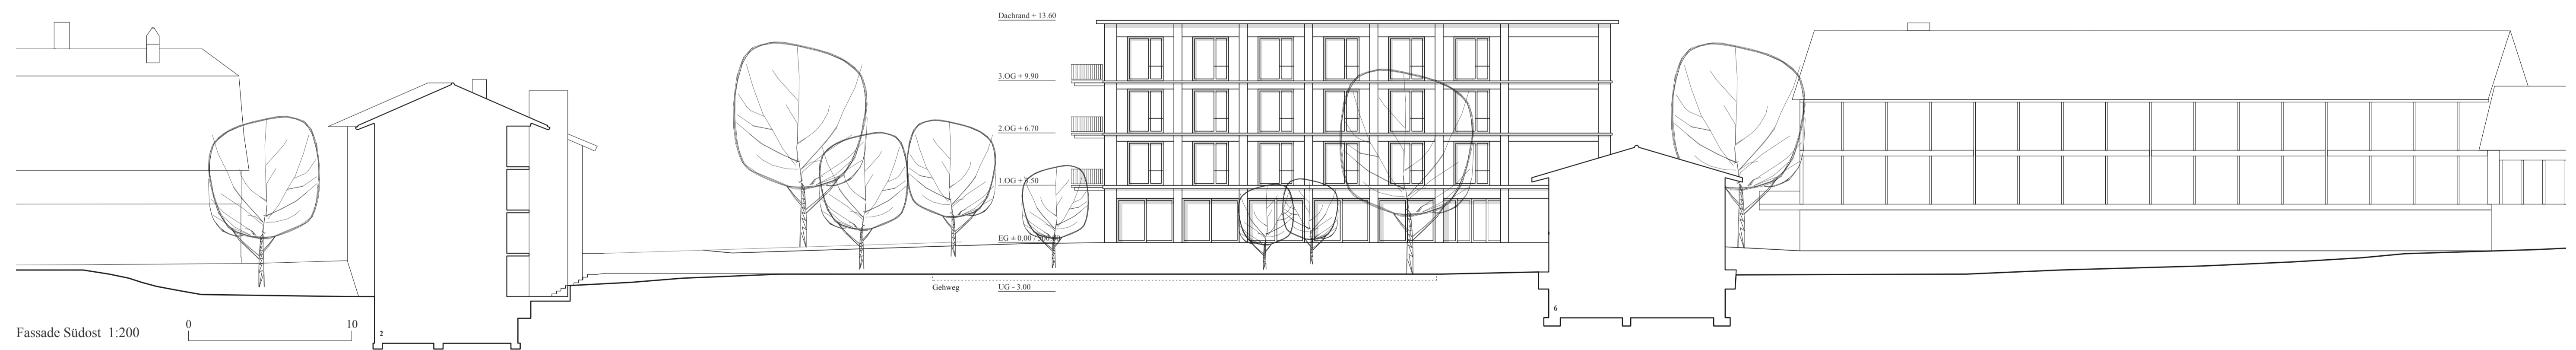 Dachrand + 13.60
3.OG + 9.90
2.OG + 6.70
1.OG + 3.50
EG ± 0.00
Gehweg
UG - 3.00
2
6
Fassade Südost 1:200
0
10